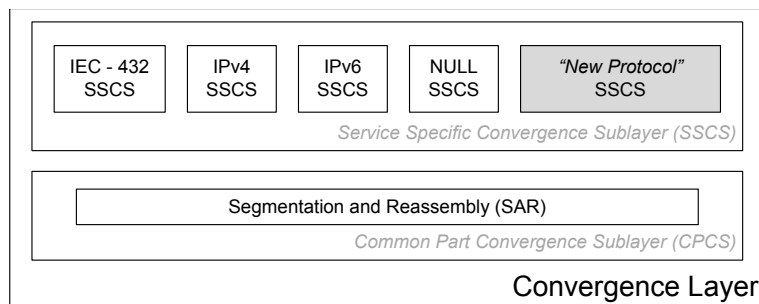 IEC - 432
SSCS
IPv4
SSCS
IPv6
SSCS
NULL
SSCS
“New Protocol”
SSCS
Service Specific Convergence Sublayer (SSCS)
Segmentation and Reassembly (SAR)
Common Part Convergence Sublayer (CPCS)
Convergence Layer